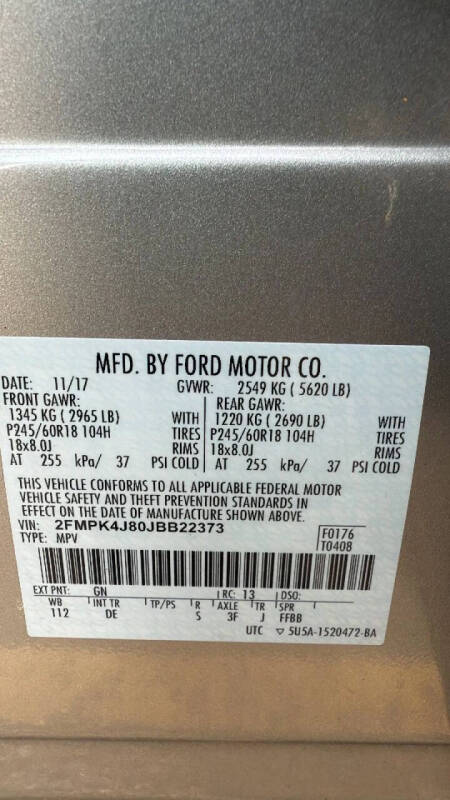 MFD. BY FORD MOTOR CO.
DATE: 11/17 GVWR: 2549 KG ( 5620 LB)
FRONT GAWR: REAR GAWR:
1345 KG ( 2965 LB) WITH 1220 KG ( 2690 LB) WITH
P245/60R18 104H TIRES P245/60R18 104H TIRES
18x8.0J RIMS 18x8.0J RIMS
AT 255 kPa/ 37 PSI COLD AT 255 kPa/ 37 PSI COLD
THIS VEHICLE CONFORMS TO ALL APPLICABLE FEDERAL MOTOR
VEHICLE SAFETY AND THEFT PREVENTION STANDARDS IN
EFFECT ON THE DATE OF MANUFACTURE SHOWN ABOVE.
VIN: 2FMPK4J80JBB22373 F0176
TYPE: MPV T0408
EXT PNT: GN RC: 13 DSO:
WB INT TR TP/PS R AXLE TR SPR
112 DE S 3F J FFBB
UTC ▽ 5U5A-1520472-BA